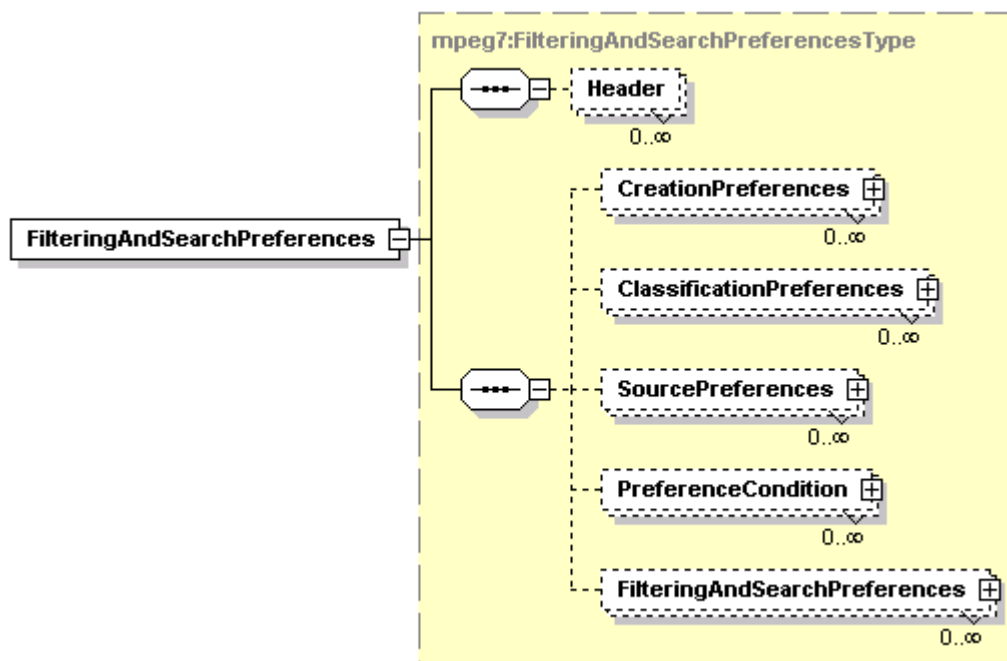 mpeg7:FilteringAndSearchPreferencesType
Header
0..∞
CreationPreferences
0..∞
FilteringAndSearchPreferences
ClassificationPreferences
0..∞
SourcePreferences
0..∞
PreferenceCondition
0..∞
FilteringAndSearchPreferences
0..∞